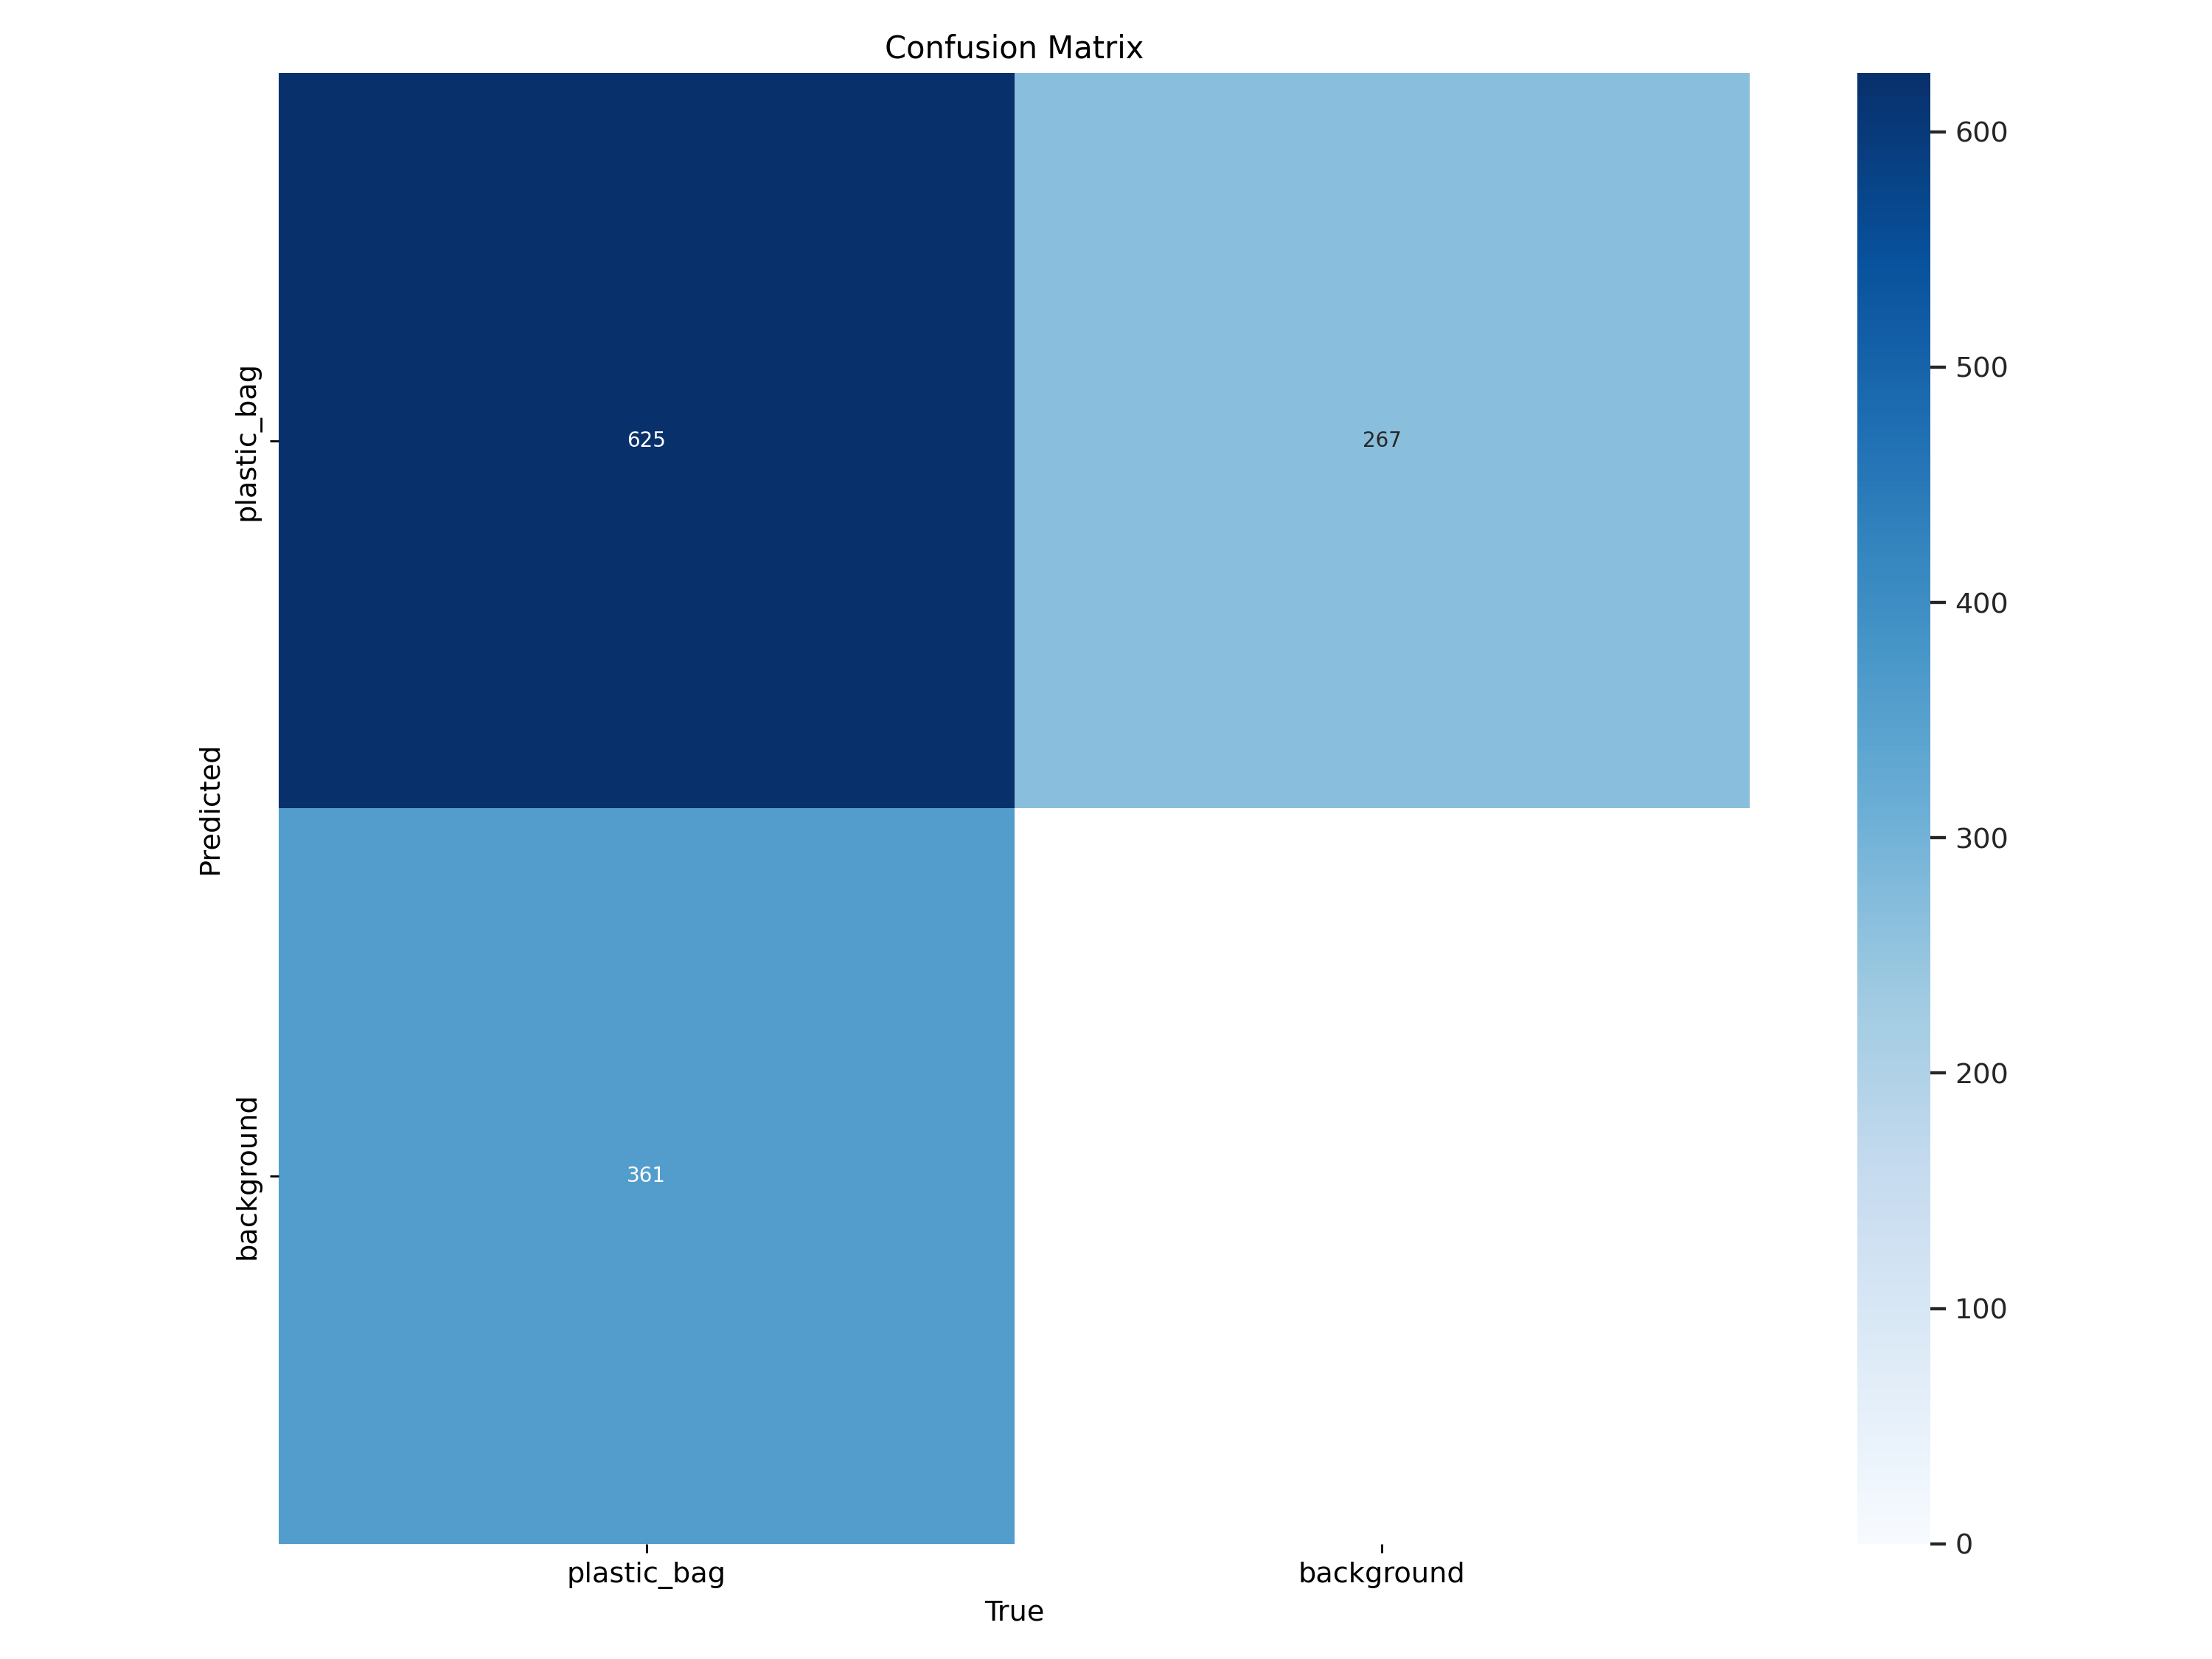 Confusion Matrix
plastic_bag
625
267
600
500
400
300
200
100
0
Predicted
background
361
plastic_bag
background
True